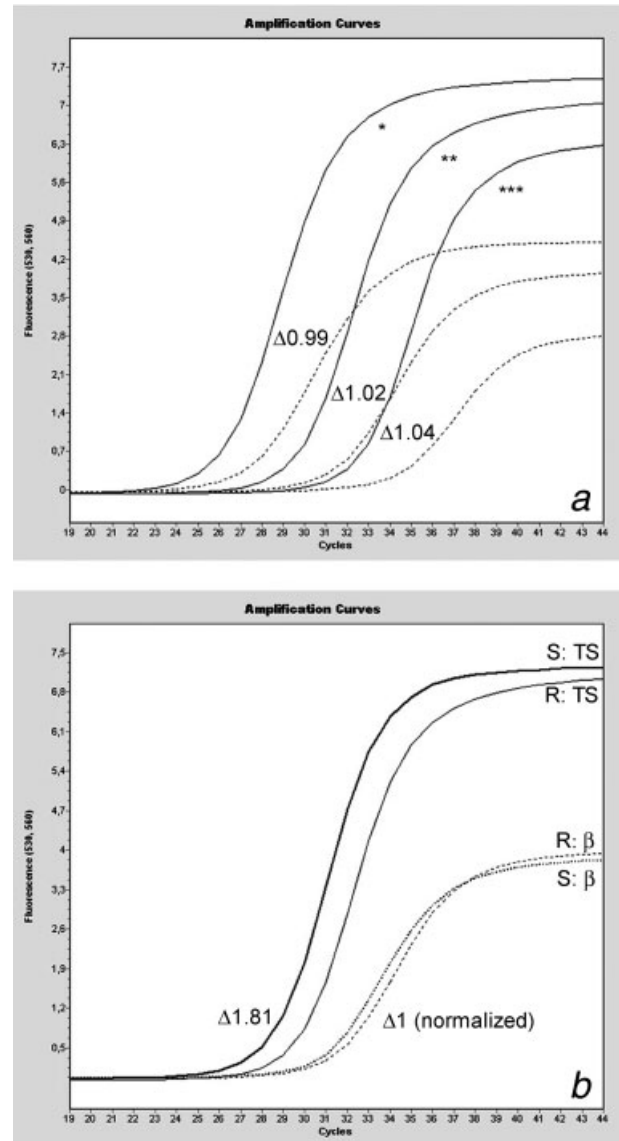 Amplification Curves
7,7
7
6,3
5,6
4,9
4,2
3,5
2,8
2,1
1,4
0,7
0
Fluorescence (530, 560)
*
**
***
Δ0.99
Δ1.02
Δ1.04
19 20 21 22 23 24 25 26 27 28 29 30 31 32 33 34 35 36 37 38 39 40 41 42 43 44
Cycles
a
Amplification Curves
7,5
6,8
6,1
5,4
4,7
4
3,3
2,6
1,9
1,2
0,5
Fluorescence (530, 560)
S: TS
R: TS
R: β
S: β
Δ1.81
Δ1 (normalized)
19 20 21 22 23 24 25 26 27 28 29 30 31 32 33 34 35 36 37 38 39 40 41 42 43 44
Cycles
b